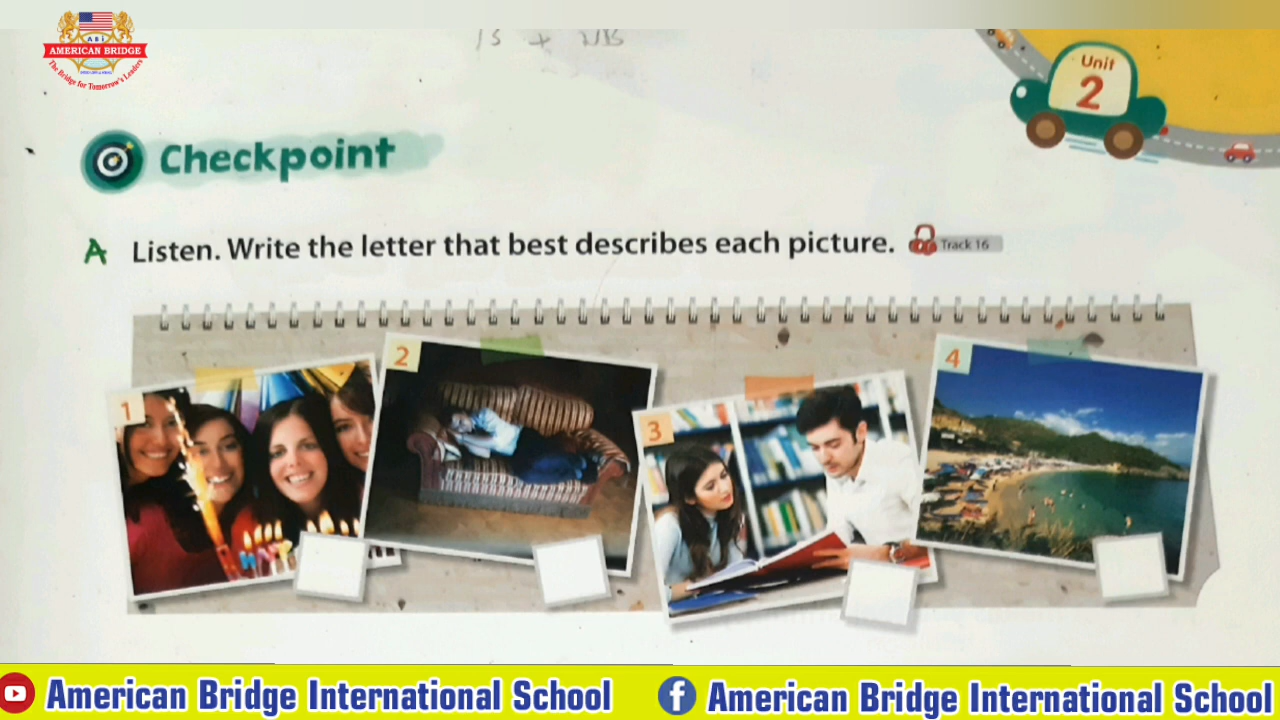 ABi
AMERICAN BRIDGE
The Bridge for Tomorrow's Leaders
Unit
2
Checkpoint
A Listen. Write the letter that best describes each picture. Track 16
1
2
3
4
American Bridge International School
American Bridge International School